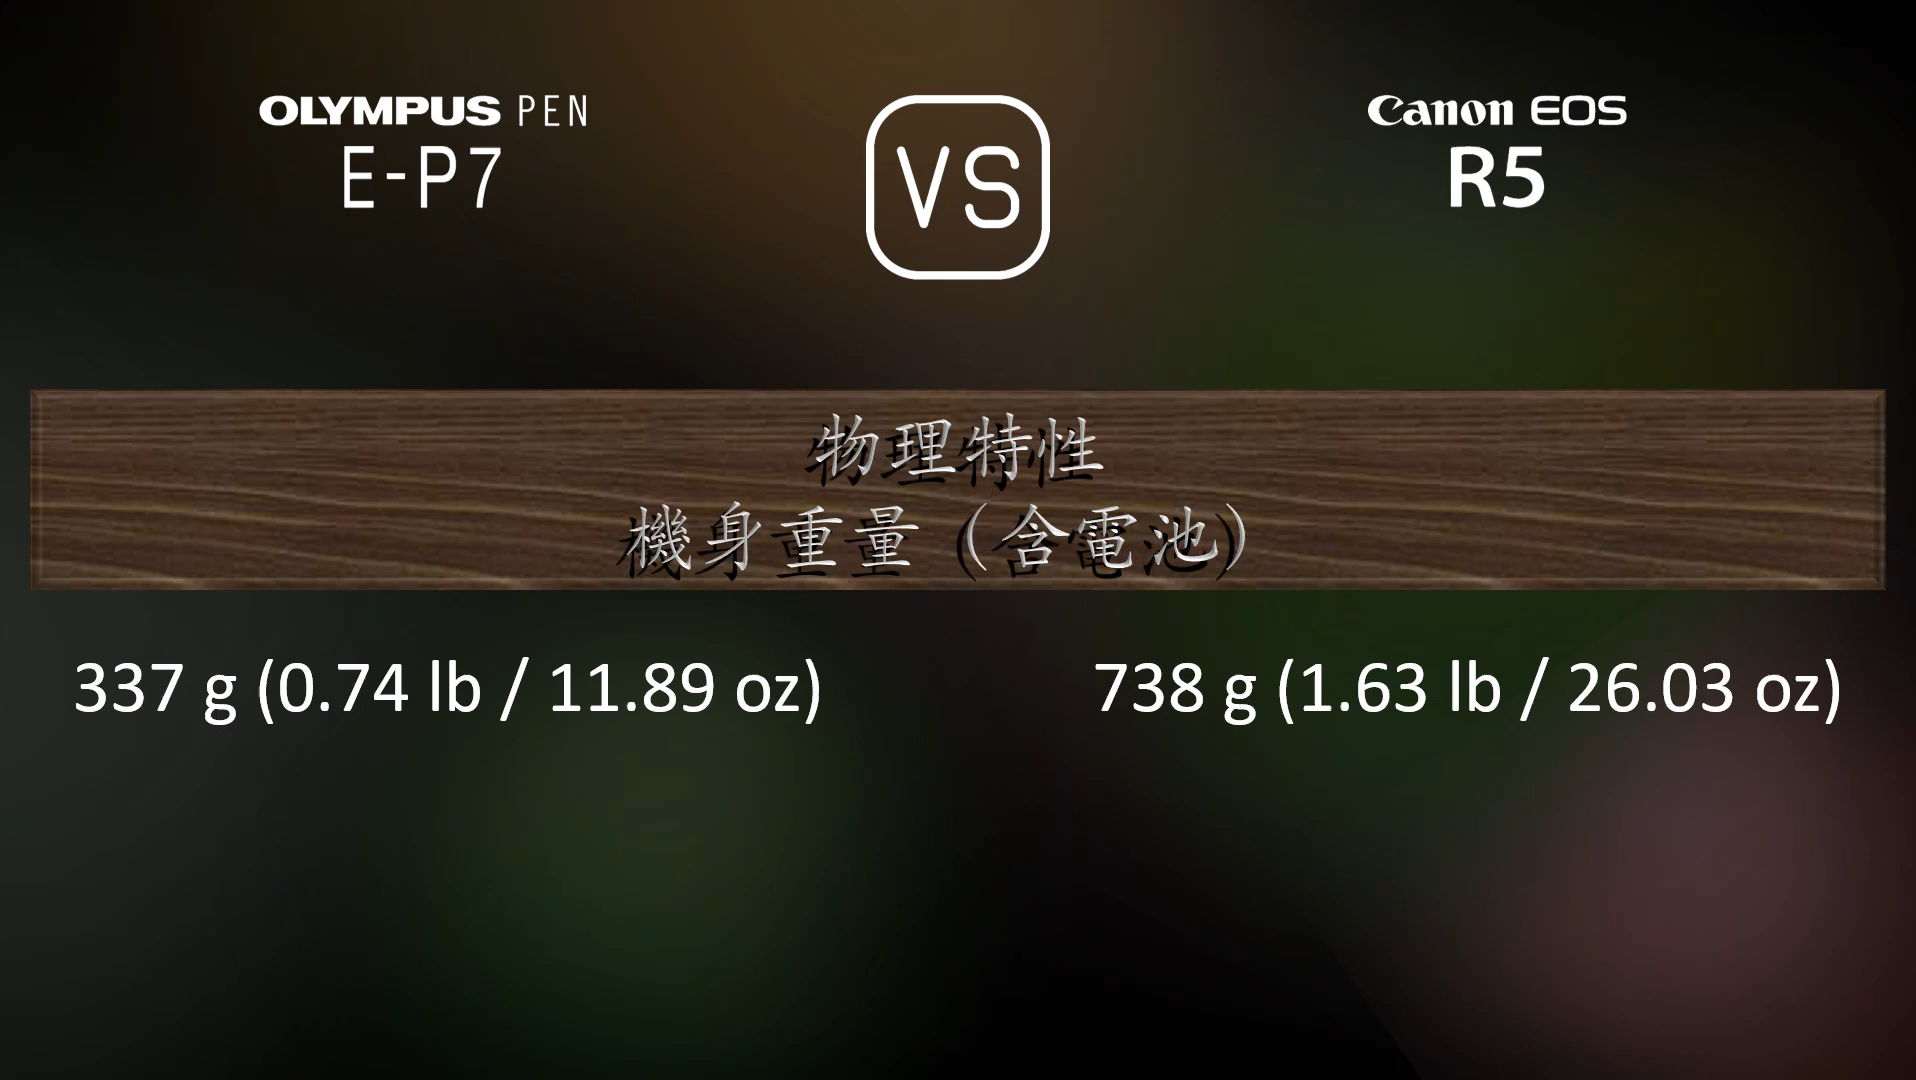 OLYMPUS PEN
E-P7
VS
Canon EOS
R5
物理特性
機身重量（含電池）
337 g (0.74 lb / 11.89 oz)
738 g (1.63 lb / 26.03 oz)